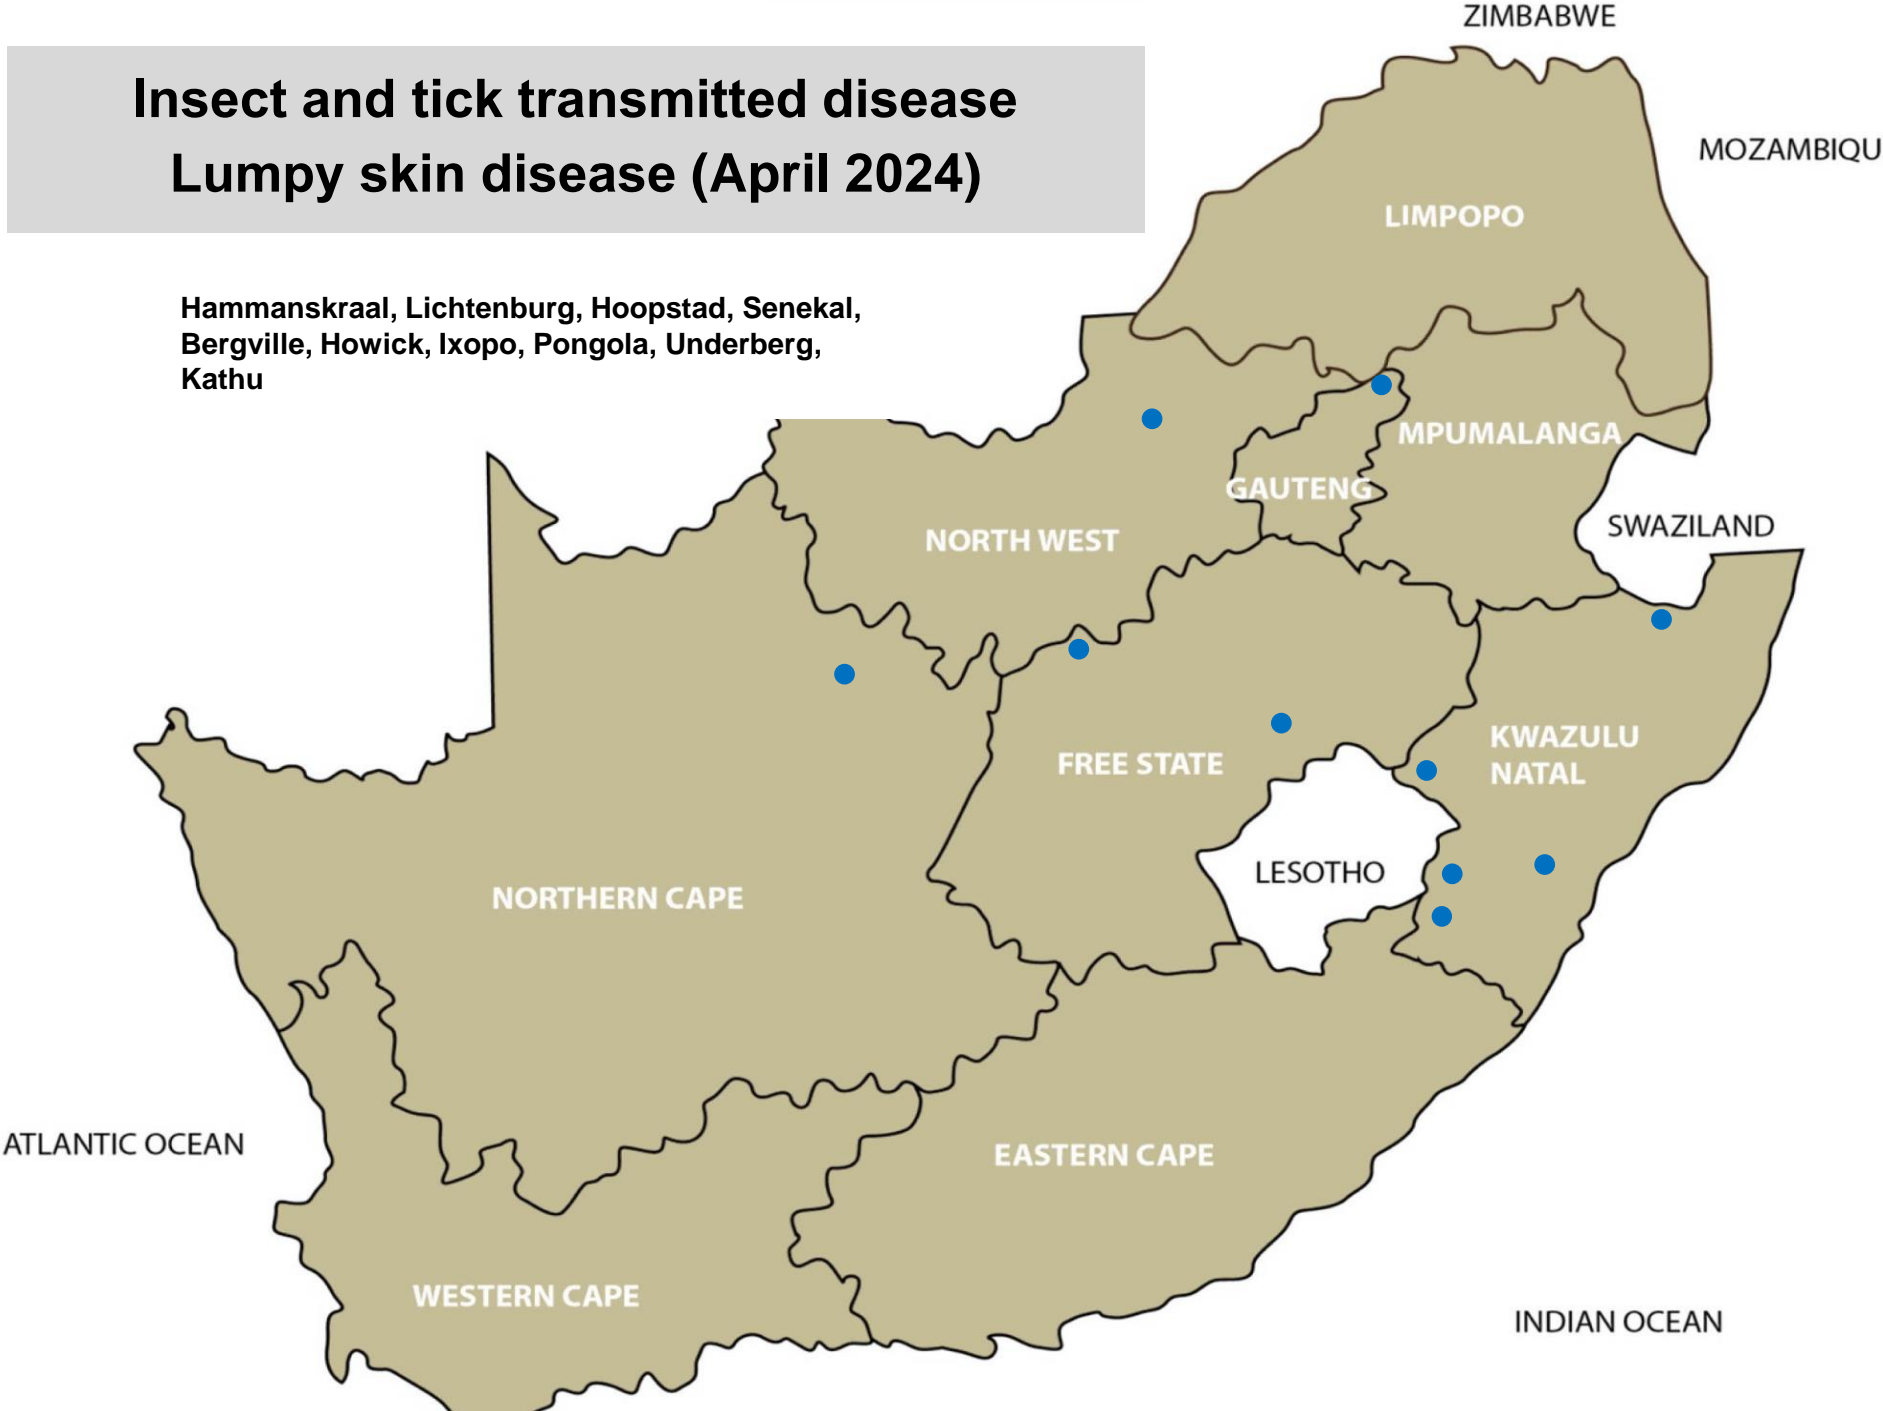 ZIMBABWE
Insect and tick transmitted disease
Lumpy skin disease (April 2024)
MOZAMBIQU
LIMPOPO
Hammanskraal, Lichtenburg, Hoopstad, Senekal,
Bergville, Howick, Ixopo, Pongola, Underberg,
Kathu
MPUMALANGA
GAUTENG
NORTH WEST
SWAZILAND
KWAZULU
NATAL
FREE STATE
LESOTHO
NORTHERN CAPE
ATLANTIC OCEAN
EASTERN CAPE
WESTERN CAPE
INDIAN OCEAN